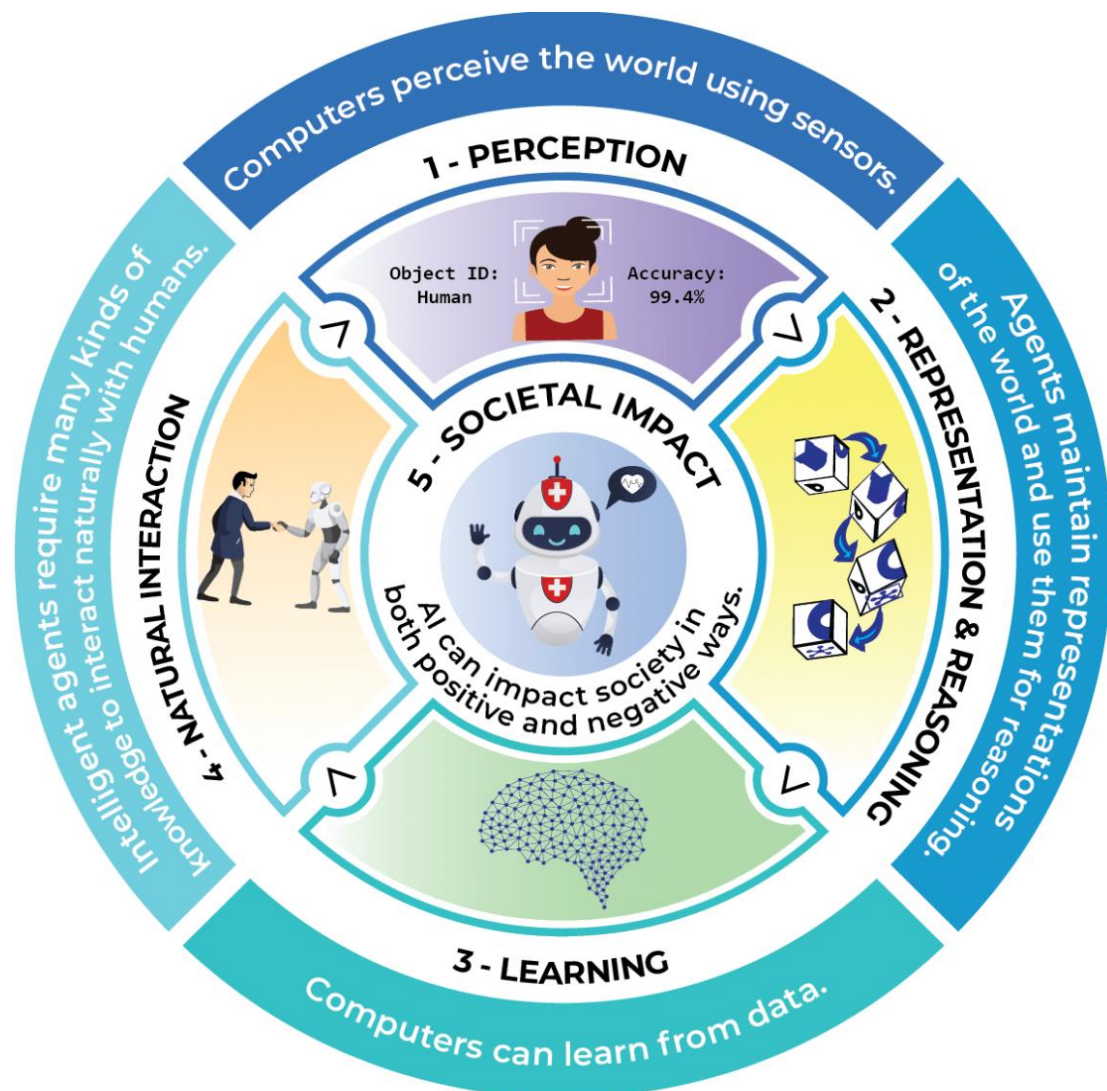 Computers perceive the world using sensors.
1 - PERCEPTION
Object ID:
Human
Accuracy:
99.4%
Agents maintain representations
of the world and use them for reasoning.
2 - REPRESENTATION & REASONING
3 - LEARNING
Computers can learn from data.
Intelligent agents require many kinds of
knowledge to interact naturally with humans.
4 - NATURAL INTERACTION
5 - SOCIETAL IMPACT
AI can impact society in
both positive and negative ways.